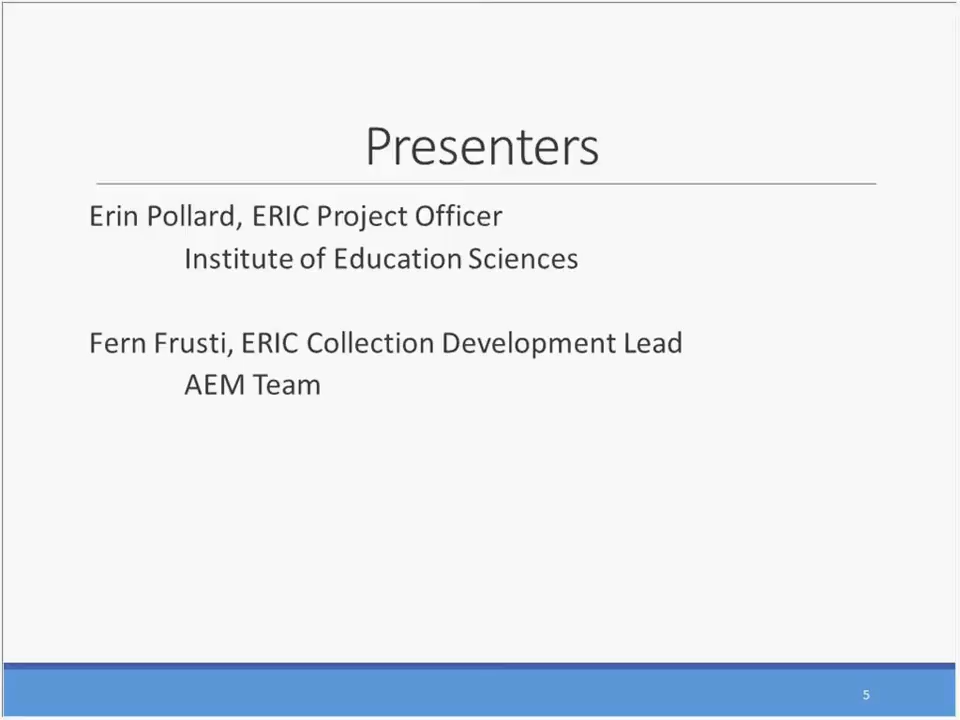 Presenters
Erin Pollard, ERIC Project Officer
Institute of Education Sciences
Fern Frusti, ERIC Collection Development Lead
AEM Team
5